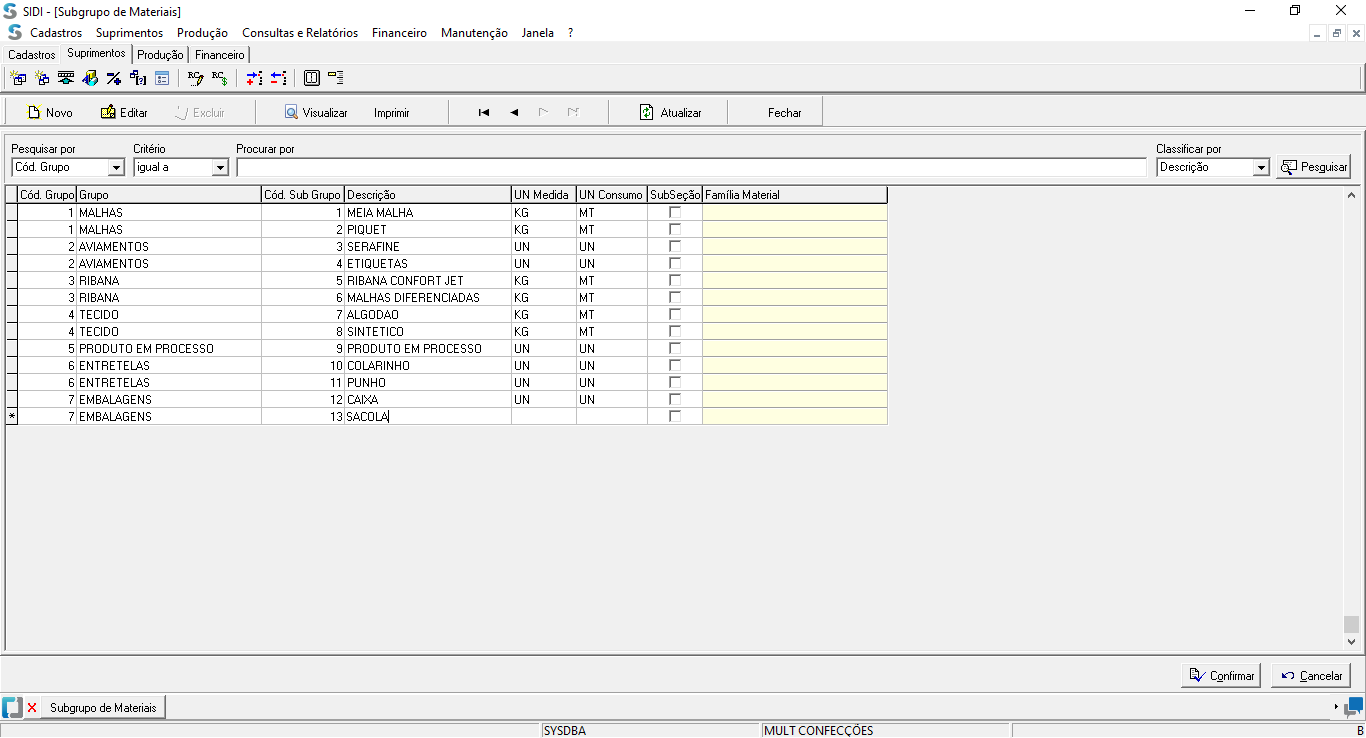 SIDI - [Subgrupo de Materiais]
Cadastros Suprimentos Produção Consultas e Relatórios Financeiro Manutenção Janela ?
Cadastros Suprimentos Produção Financeiro
Novo Editar Excluir Visualizar Imprimir Atualizar Fechar
Pesquisar por Critério Procurar por Classificar por
Cód. Grupo igual a Descrição Pesquisar
Cód. Grupo Grupo Cód. Sub Grupo Descrição UN Medida UN Consumo SubSeção Família Material
1 MALHAS 1 MEIA MALHA KG MT
1 MALHAS 2 PIQUET KG MT
2 AVIAMENTOS 3 SERAFINE UN UN
2 AVIAMENTOS 4 ETIQUETAS UN UN
3 RIBANA 5 RIBANA CONFORT JET KG MT
3 RIBANA 6 MALHAS DIFERENCIADAS KG MT
4 TECIDO 7 ALGODAO KG MT
4 TECIDO 8 SINTETICO KG MT
5 PRODUTO EM PROCESSO 9 PRODUTO EM PROCESSO UN UN
6 ENTRETELAS 10 COLARINHO UN UN
6 ENTRETELAS 11 PUNHO UN UN
7 EMBALAGENS 12 CAIXA UN UN
* 7 EMBALAGENS 13 SACOLA
Confirmar Cancelar
Subgrupo de Materiais
SYSDBA MULT CONFECÇÕES B